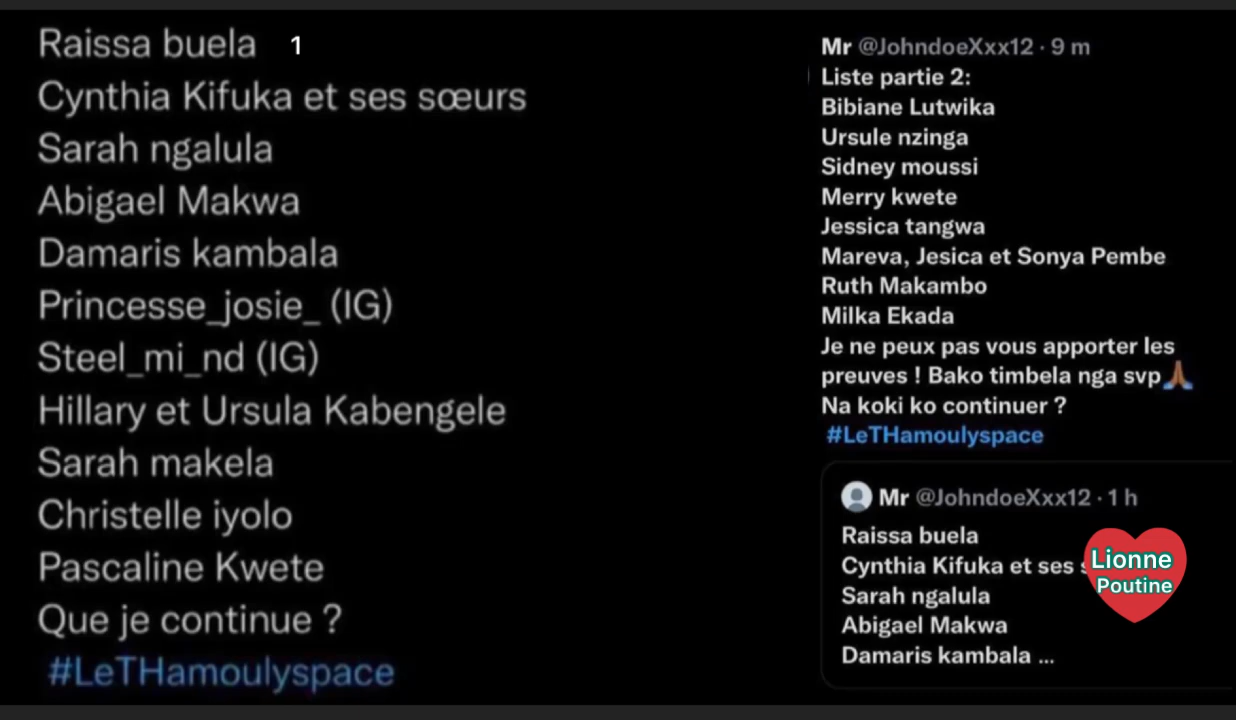 Raissa buela 1
Cynthia Kifuka et ses sœurs
Sarah ngalula
Abigael Makwa
Damaris kambala
Princesse_josie_ (IG)
Steel_mi_nd (IG)
Hillary et Ursula Kabengele
Sarah makela
Christelle iyolo
Pascaline Kwete
Que je continue ?
#LeTHamoulyspace
Mr @JohndoeXxx12 · 9 m
Liste partie 2:
Bibiane Lutwika
Ursule nzinga
Sidney moussi
Merry kwete
Jessica tangwa
Mareva, Jesica et Sonya Pembe
Ruth Makambo
Milka Ekada
Je ne peux pas vous apporter les
preuves ! Bako timbela nga svp🙏🏾
Na koki ko continuer ?
#LeTHamoulyspace
Mr @JohndoeXxx12 · 1 h
Raissa buela
Cynthia Kifuka et ses
Sarah ngalula
Abigael Makwa
Damaris kambala ...
Lionne
Poutine